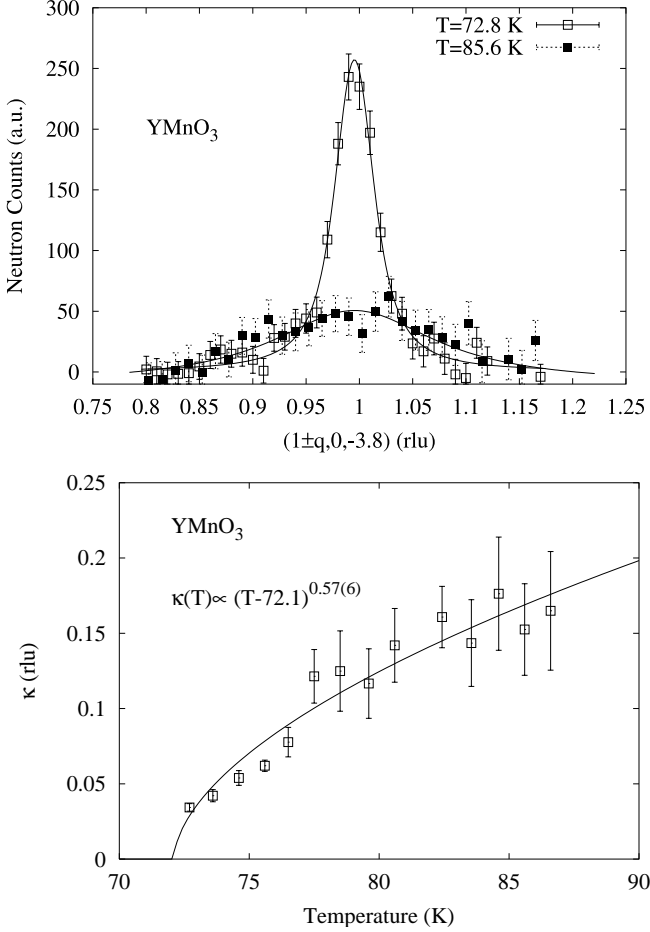 300
250
200
150
100
50
0
Neutron Counts (a.u.)
T=72.8 K
T=85.6 K
YMnO3
0.75 0.8 0.85 0.9 0.95 1 1.05 1.1 1.15 1.2 1.25
(1±q,0,-3.8) (rlu)
0.25
0.2
0.15
0.1
0.05
0
κ (rlu)
YMnO3
κ(T)∝ (T-72.1)^0.57(6)
70 75 80 85 90
Temperature (K)